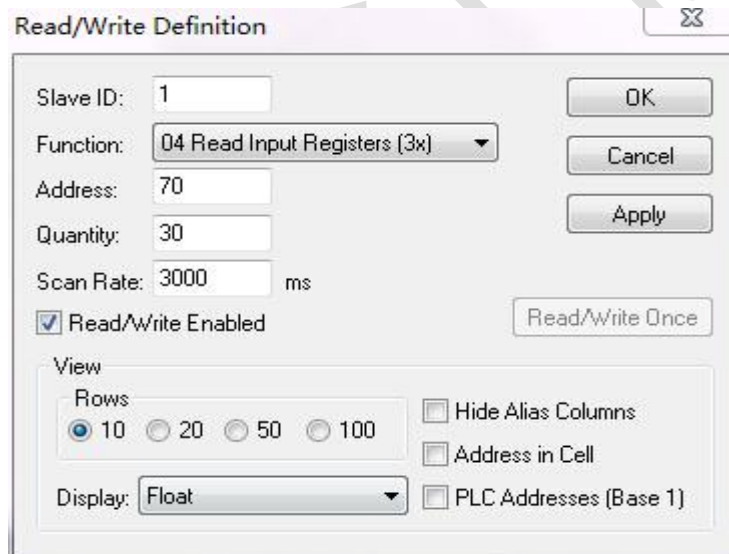 Read/Write Definition
Slave ID: 1
OK
Function: 04 Read Input Registers (3x)
Cancel
Address: 70
Apply
Quantity: 30
Scan Rate: 3000 ms
Read/Write Enabled
Read/Write Once
View
Rows
10 20 50 100
Hide Alias Columns
Address in Cell
Display: Float
PLC Addresses (Base 1)